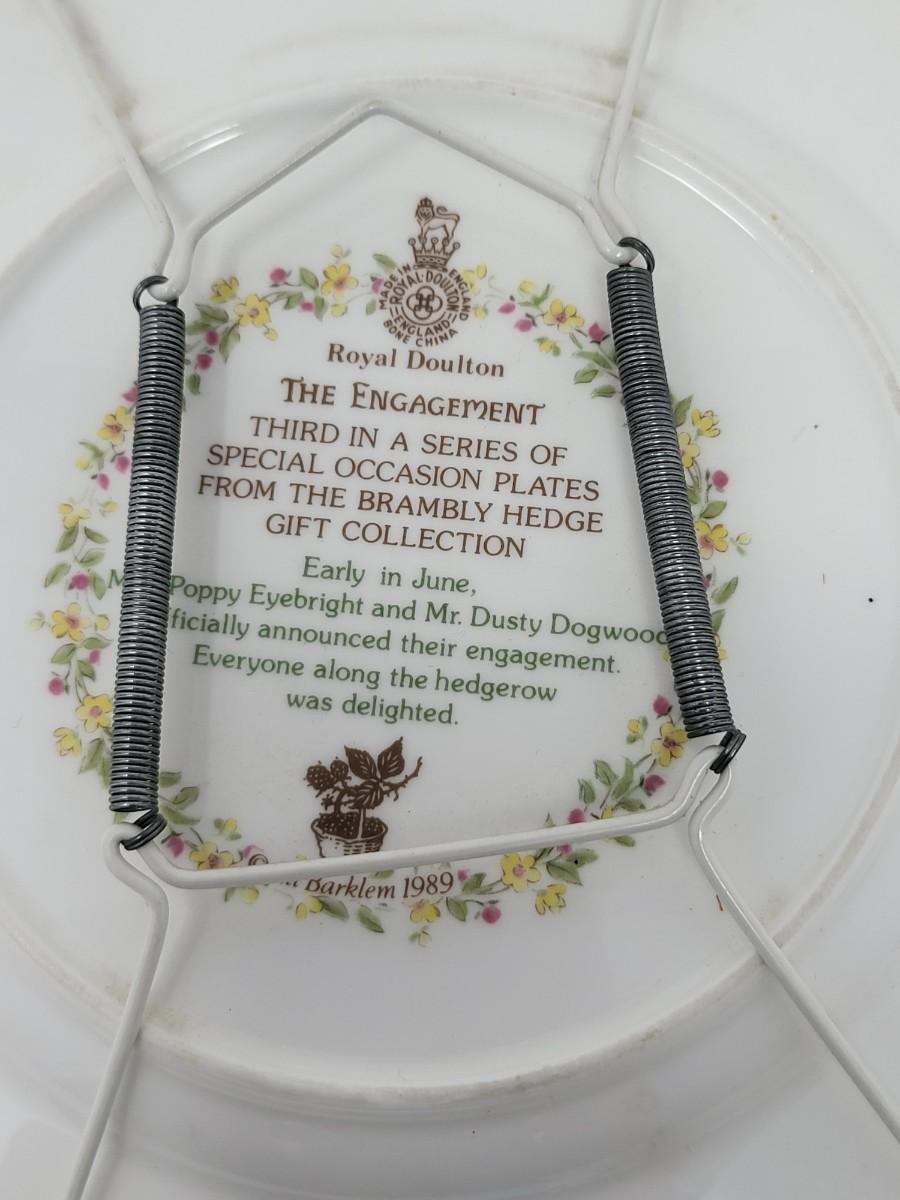 MADE IN ENGLAND
ROYAL DOULTON
ENGLAND
BONE CHINA
Royal Doulton
THE ENGAGEMENT
THIRD IN A SERIES OF
SPECIAL OCCASION PLATES
FROM THE BRAMBLY HEDGE
GIFT COLLECTION
Early in June,
Poppy Eyebright and Mr. Dusty Dogwood
officially announced their engagement.
Everyone along the hedgerow
was delighted.
© Barklem 1989